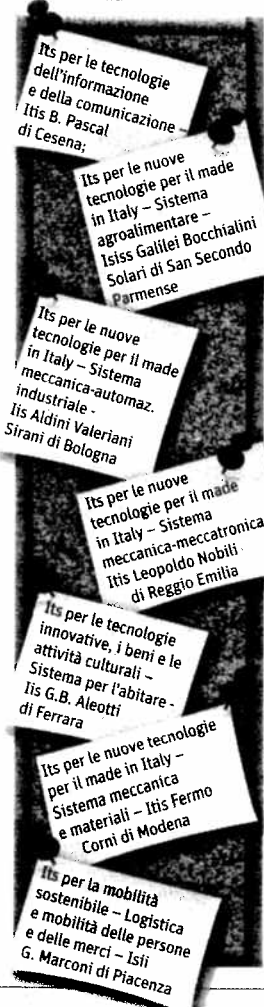 Its per le tecnologie
dell'informazione
e della comunicazione –
Itis B. Pascal
di Cesena;
Its per le nuove
tecnologie per il made
in Italy – Sistema
agroalimentare –
Isiss Galilei Bocchialini
Solari di San Secondo
Parmense
Its per le nuove
tecnologie per il made
in Italy – Sistema
meccanica-automaz.
industriale -
Iis Aldini Valeriani
Sirani di Bologna
Its per le nuove
tecnologie per il made
in Italy – Sistema
meccanica-meccatronica
Itis Leopoldo Nobili
di Reggio Emilia
Its per le tecnologie
innovative, i beni e le
attività culturali –
Sistema per l'abitare -
Iis G.B. Aleotti
di Ferrara
Its per le nuove tecnologie
per il made in Italy –
Sistema meccanica
e materiali – Itis Fermo
Corni di Modena
Its per la mobilità
sostenibile – Logistica
e mobilità delle persone
e delle merci – Isii
G. Marconi di Piacenza